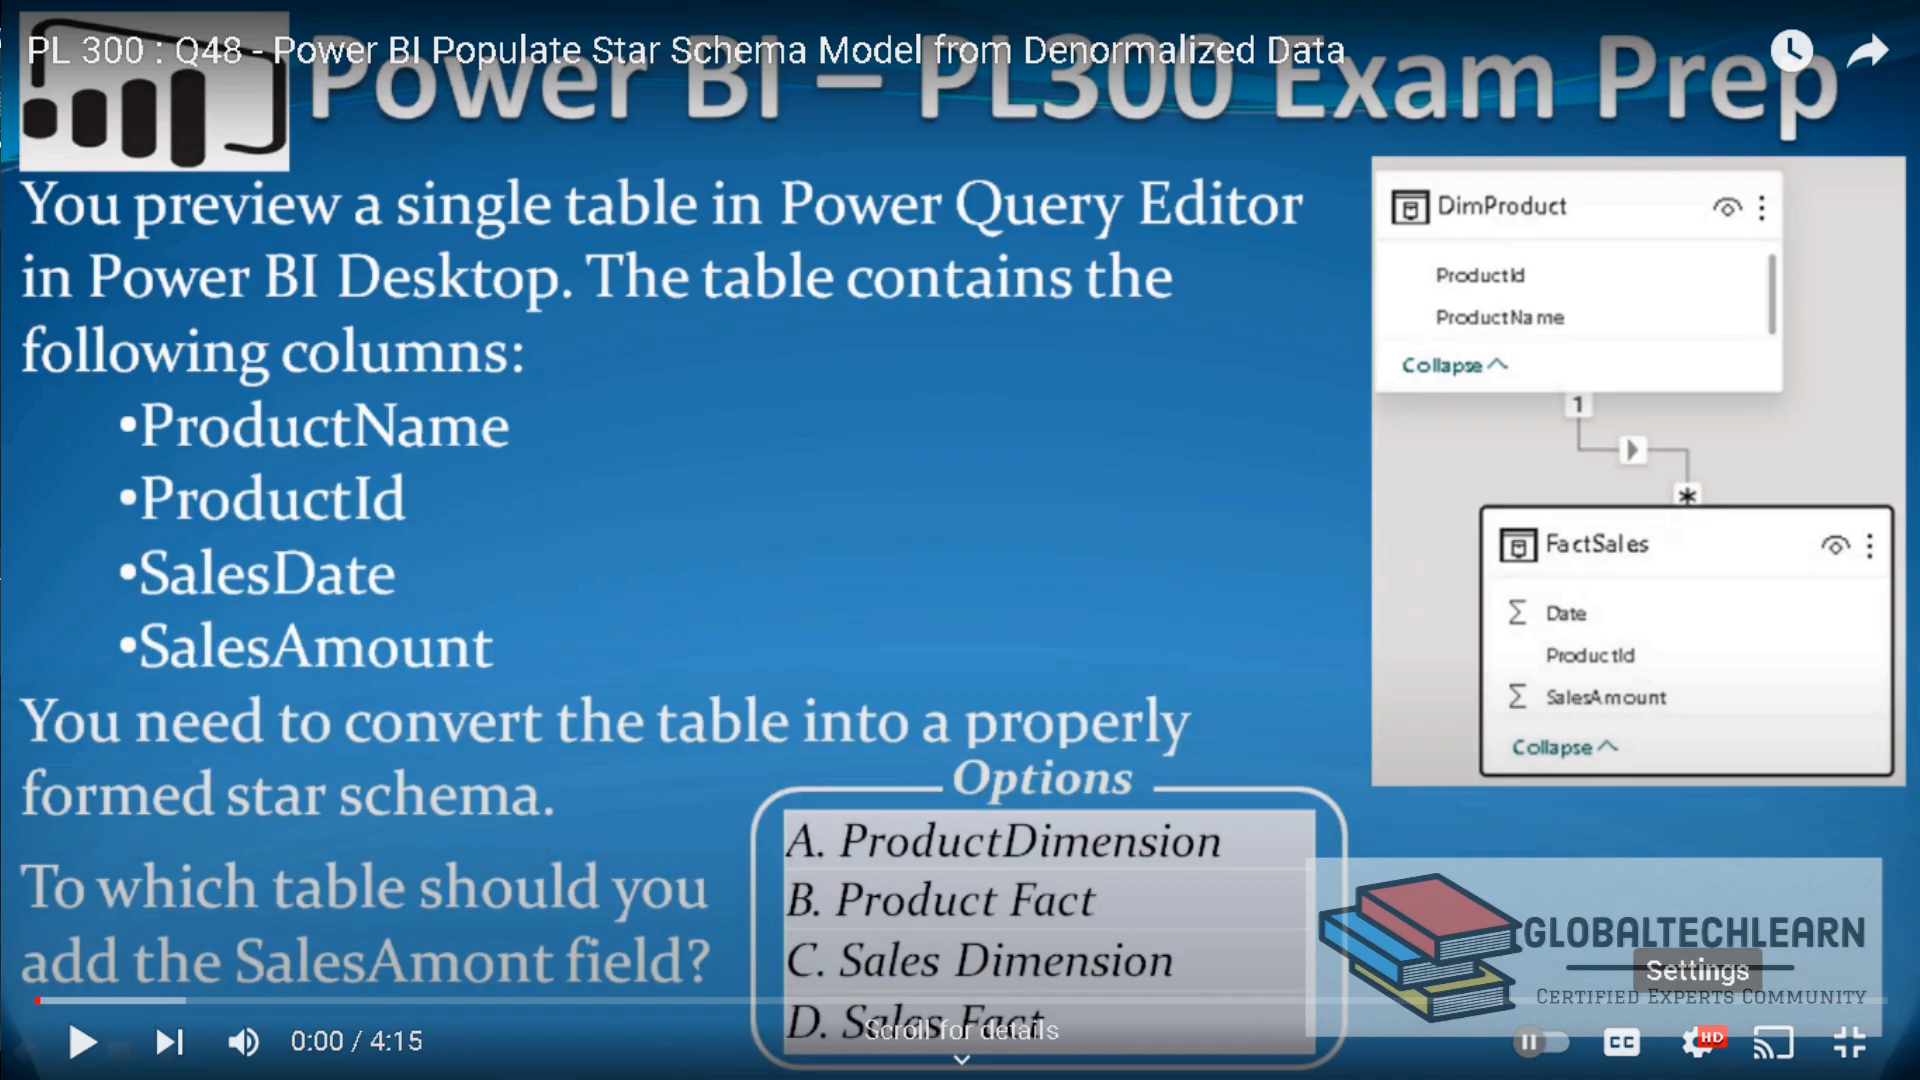 PL 300 : Q48 - Power BI Populate Star Schema Model from Denormalized Data
Power BI – PL300 Exam Prep
You preview a single table in Power Query Editor
in Power BI Desktop. The table contains the
following columns:
•ProductName
•ProductId
•SalesDate
•SalesAmount
You need to convert the table into a properly
formed star schema.
To which table should you
add the SalesAmont field?
Options
A. ProductDimension
B. Product Fact
C. Sales Dimension
D. Sales Fact
DimProduct
ProductId
ProductName
Collapse
1
*
FactSales
Σ Date
ProductId
Σ SalesAmount
Collapse
GLOBALTECHLEARN
Settings
CERTIFIED EXPERTS COMMUNITY
Scroll for details
0:00 / 4:15
CC
HD